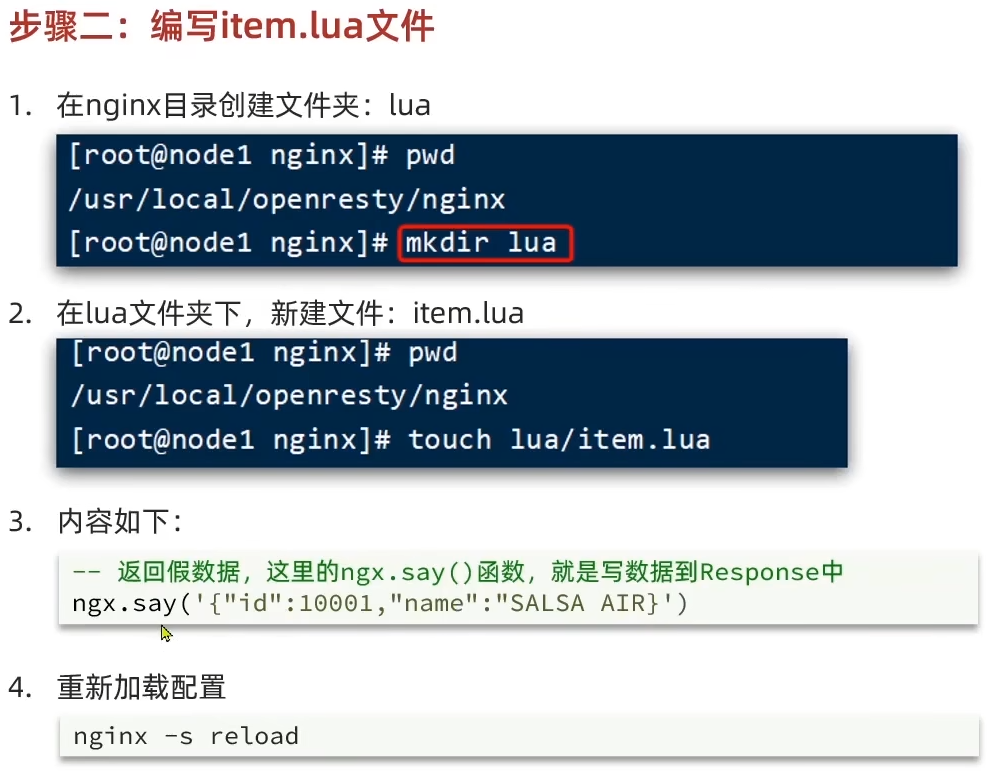 步骤二：编写item.lua文件
1. 在nginx目录创建文件夹：lua
[root@node1 nginx]# pwd
/usr/local/openresty/nginx
[root@node1 nginx]# mkdir lua
2. 在lua文件夹下，新建文件：item.lua
[root@node1 nginx]# pwd
/usr/local/openresty/nginx
[root@node1 nginx]# touch lua/item.lua
3. 内容如下：
-- 返回假数据，这里的ngx.say()函数，就是写数据到Response中
ngx.say('{"id":10001,"name":"SALSA AIR}')
4. 重新加载配置
nginx -s reload